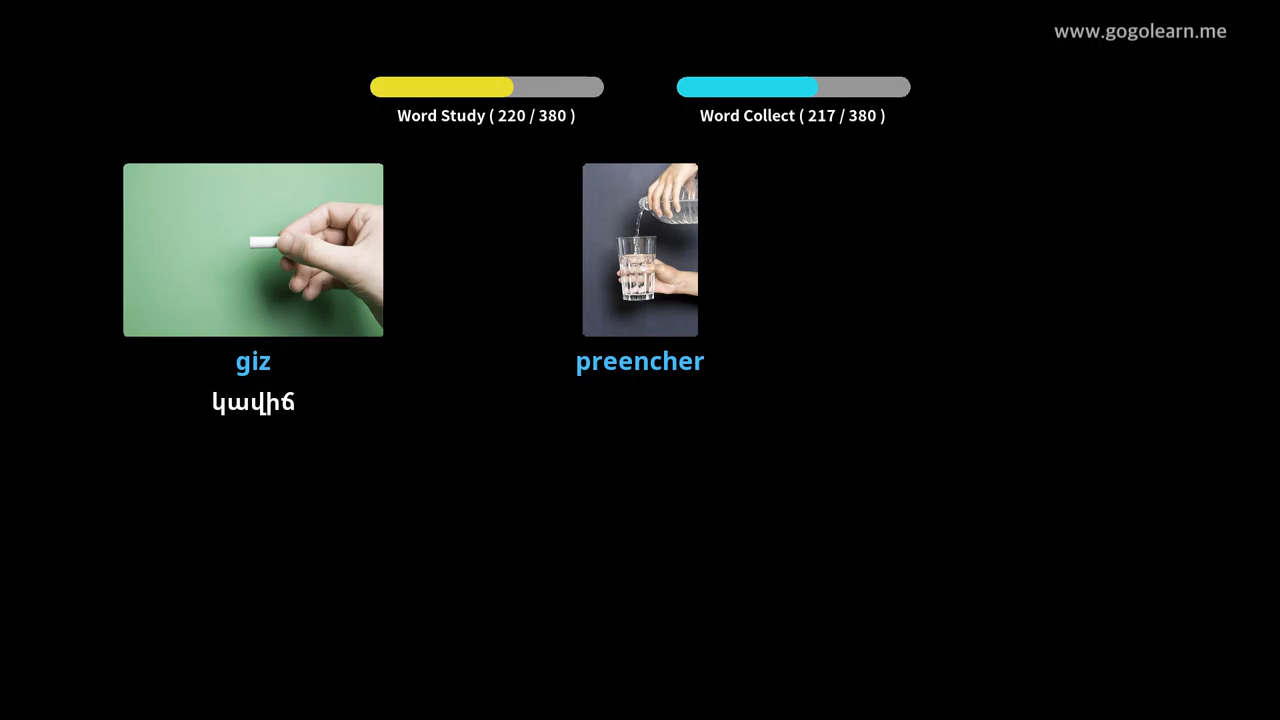 www.gogolearn.me
Word Study ( 220 / 380 )
Word Collect ( 217 / 380 )
giz
կավիճ
preencher